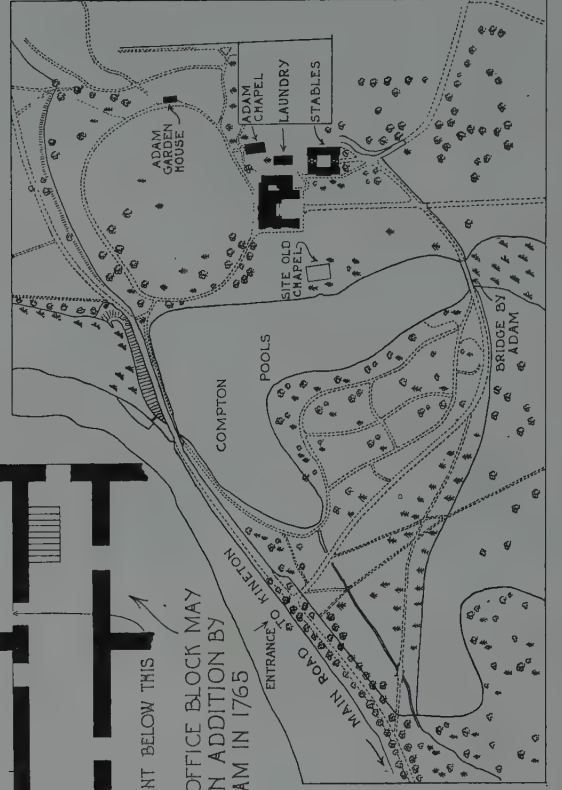 ADAM
CHAPEL
LAUNDRY
STABLES
ADAM
GARDEN
HOUSE
SITE OLD
CHAPEL
COMPTON
POOLS
BRIDGE BY
ADAM
ENTRANCE
MAIN ROAD TO KINETON
NT BELOW THIS
OFFICE BLOCK MAY
N ADDITION BY
AM IN 1765